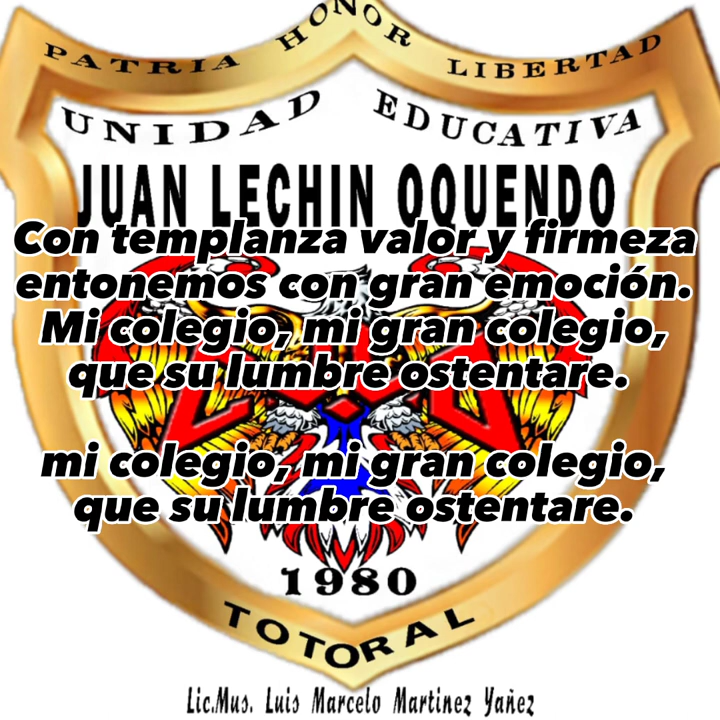 PATRIA HONOR LIBERTAD
UNIDAD EDUCATIVA
JUAN LECHIN OQUENDO
Con templanza valor y firmeza
entonemos con gran emoción.
Mi colegio, mi gran colegio,
que su lumbre ostentare.
mi colegio, mi gran colegio,
que su lumbre ostentare.
1980
TOTORAL
Lic.Mus. Luis Marcelo Martinez Yañez